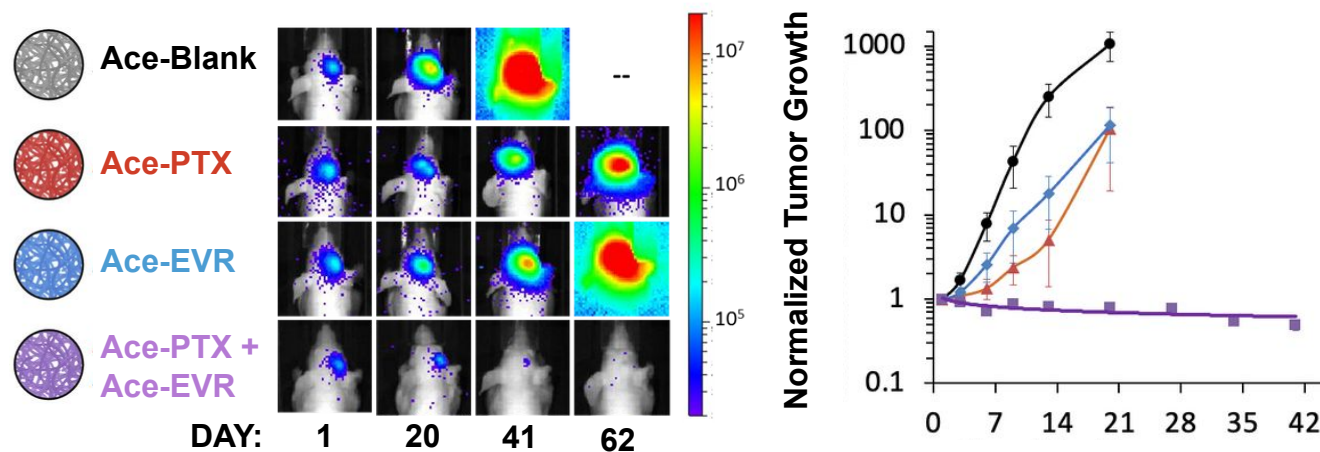 Ace-Blank
--
Ace-PTX
Ace-EVR
Ace-PTX +
Ace-EVR
DAY: 1 20 41 62
10⁷
10⁶
10⁵
Normalized Tumor Growth
1000
100
10
1
0.1
0 7 14 21 28 35 42